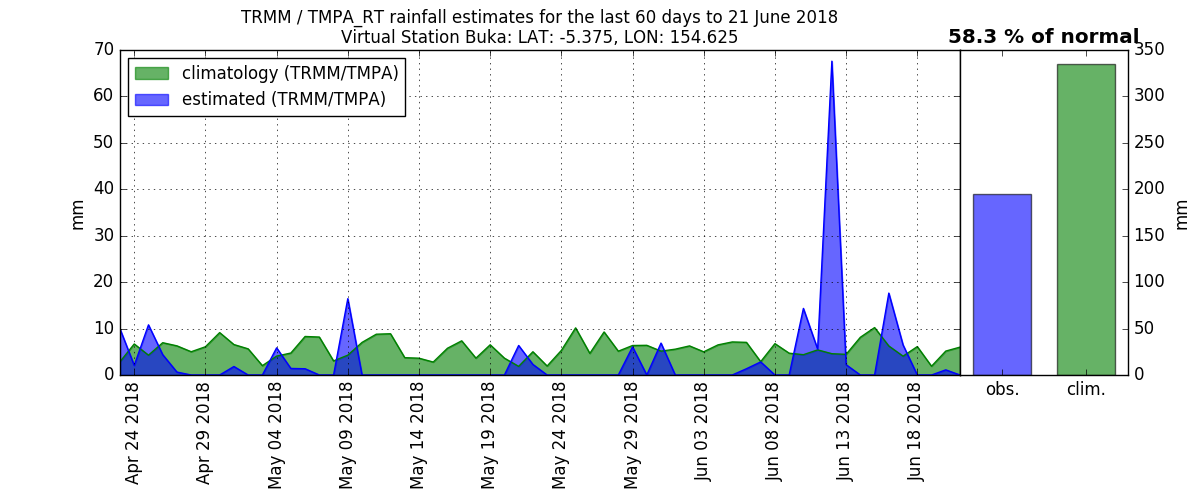 TRMM / TMPA_RT rainfall estimates for the last 60 days to 21 June 2018
Virtual Station Buka: LAT: -5.375, LON: 154.625
58.3 % of normal
climatology (TRMM/TMPA)
estimated (TRMM/TMPA)
70
60
50
40
30
20
10
0
mm
Apr 24 2018
Apr 29 2018
May 04 2018
May 09 2018
May 14 2018
May 19 2018
May 24 2018
May 29 2018
Jun 03 2018
Jun 08 2018
Jun 13 2018
Jun 18 2018
obs.
clim.
350
300
250
200
150
100
50
0
mm